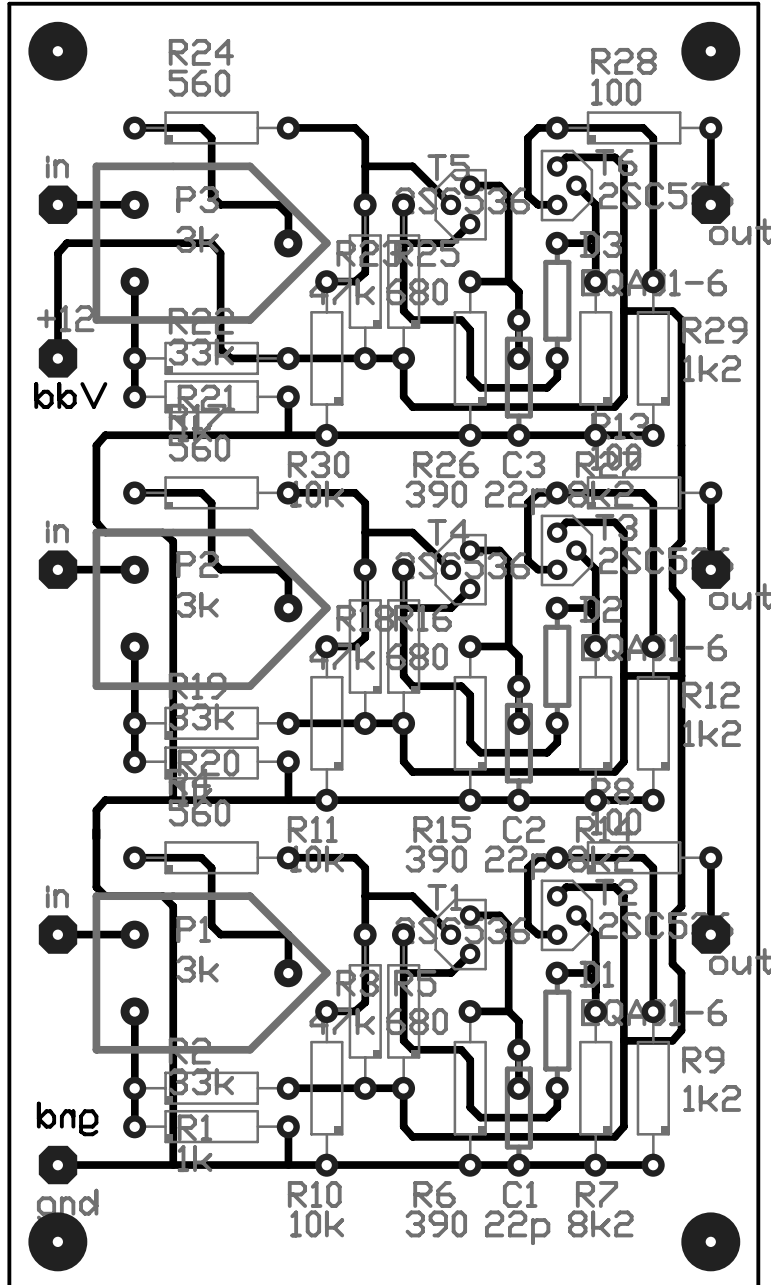 R24
560
R28
100
in
P3
3k
T5
2SC536
T6
2SC536
out
D3
R23
47k
R25
680
EQA01-6
+12
R22
33k
bbV
R21
R29
1k2
R17
560
R13
100
R30
10k
R26
390
C3
22p
8k2
in
P2
3k
T4
2SC536
T3
2SC536
out
D2
R18
47k
R16
680
EQA01-6
R19
33k
R20
R12
1k2
R4
560
R8
100
R11
10k
R15
390
C2
22p
R14
8k2
in
P1
3k
T1
2SC536
T2
2SC536
out
D1
R3
47k
R5
680
EQA01-6
R2
33k
R9
1k2
bng
R1
1k
gnd
R10
10k
R6
390
C1
22p
R7
8k2